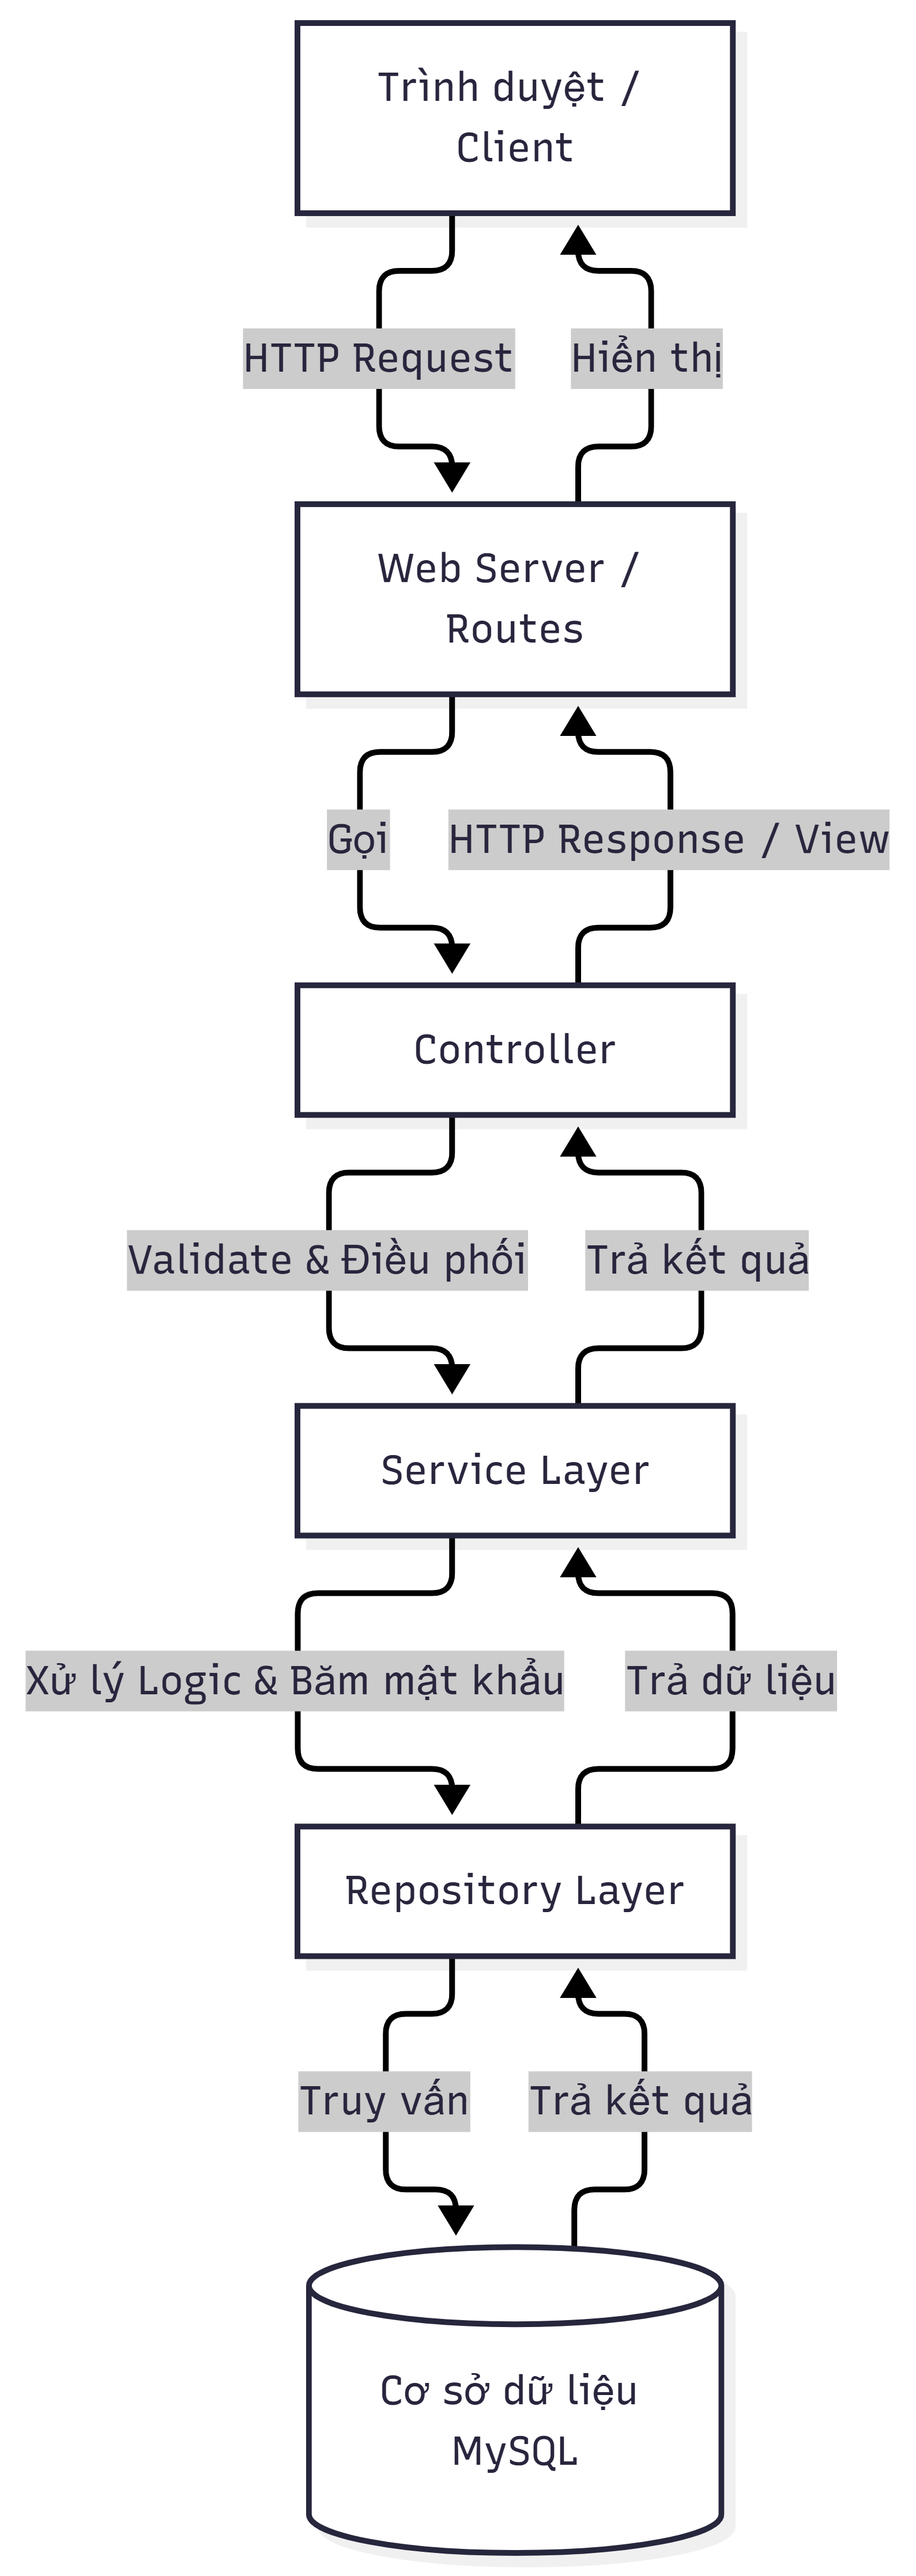 Trình duyệt /
Client
HTTP Request
Hiển thị
Web Server /
Routes
Gọi
HTTP Response / View
Controller
Validate & Điều phối
Trả kết quả
Service Layer
Xử lý Logic & Băm mật khẩu
Trả dữ liệu
Repository Layer
Truy vấn
Trả kết quả
Cơ sở dữ liệu
MySQL